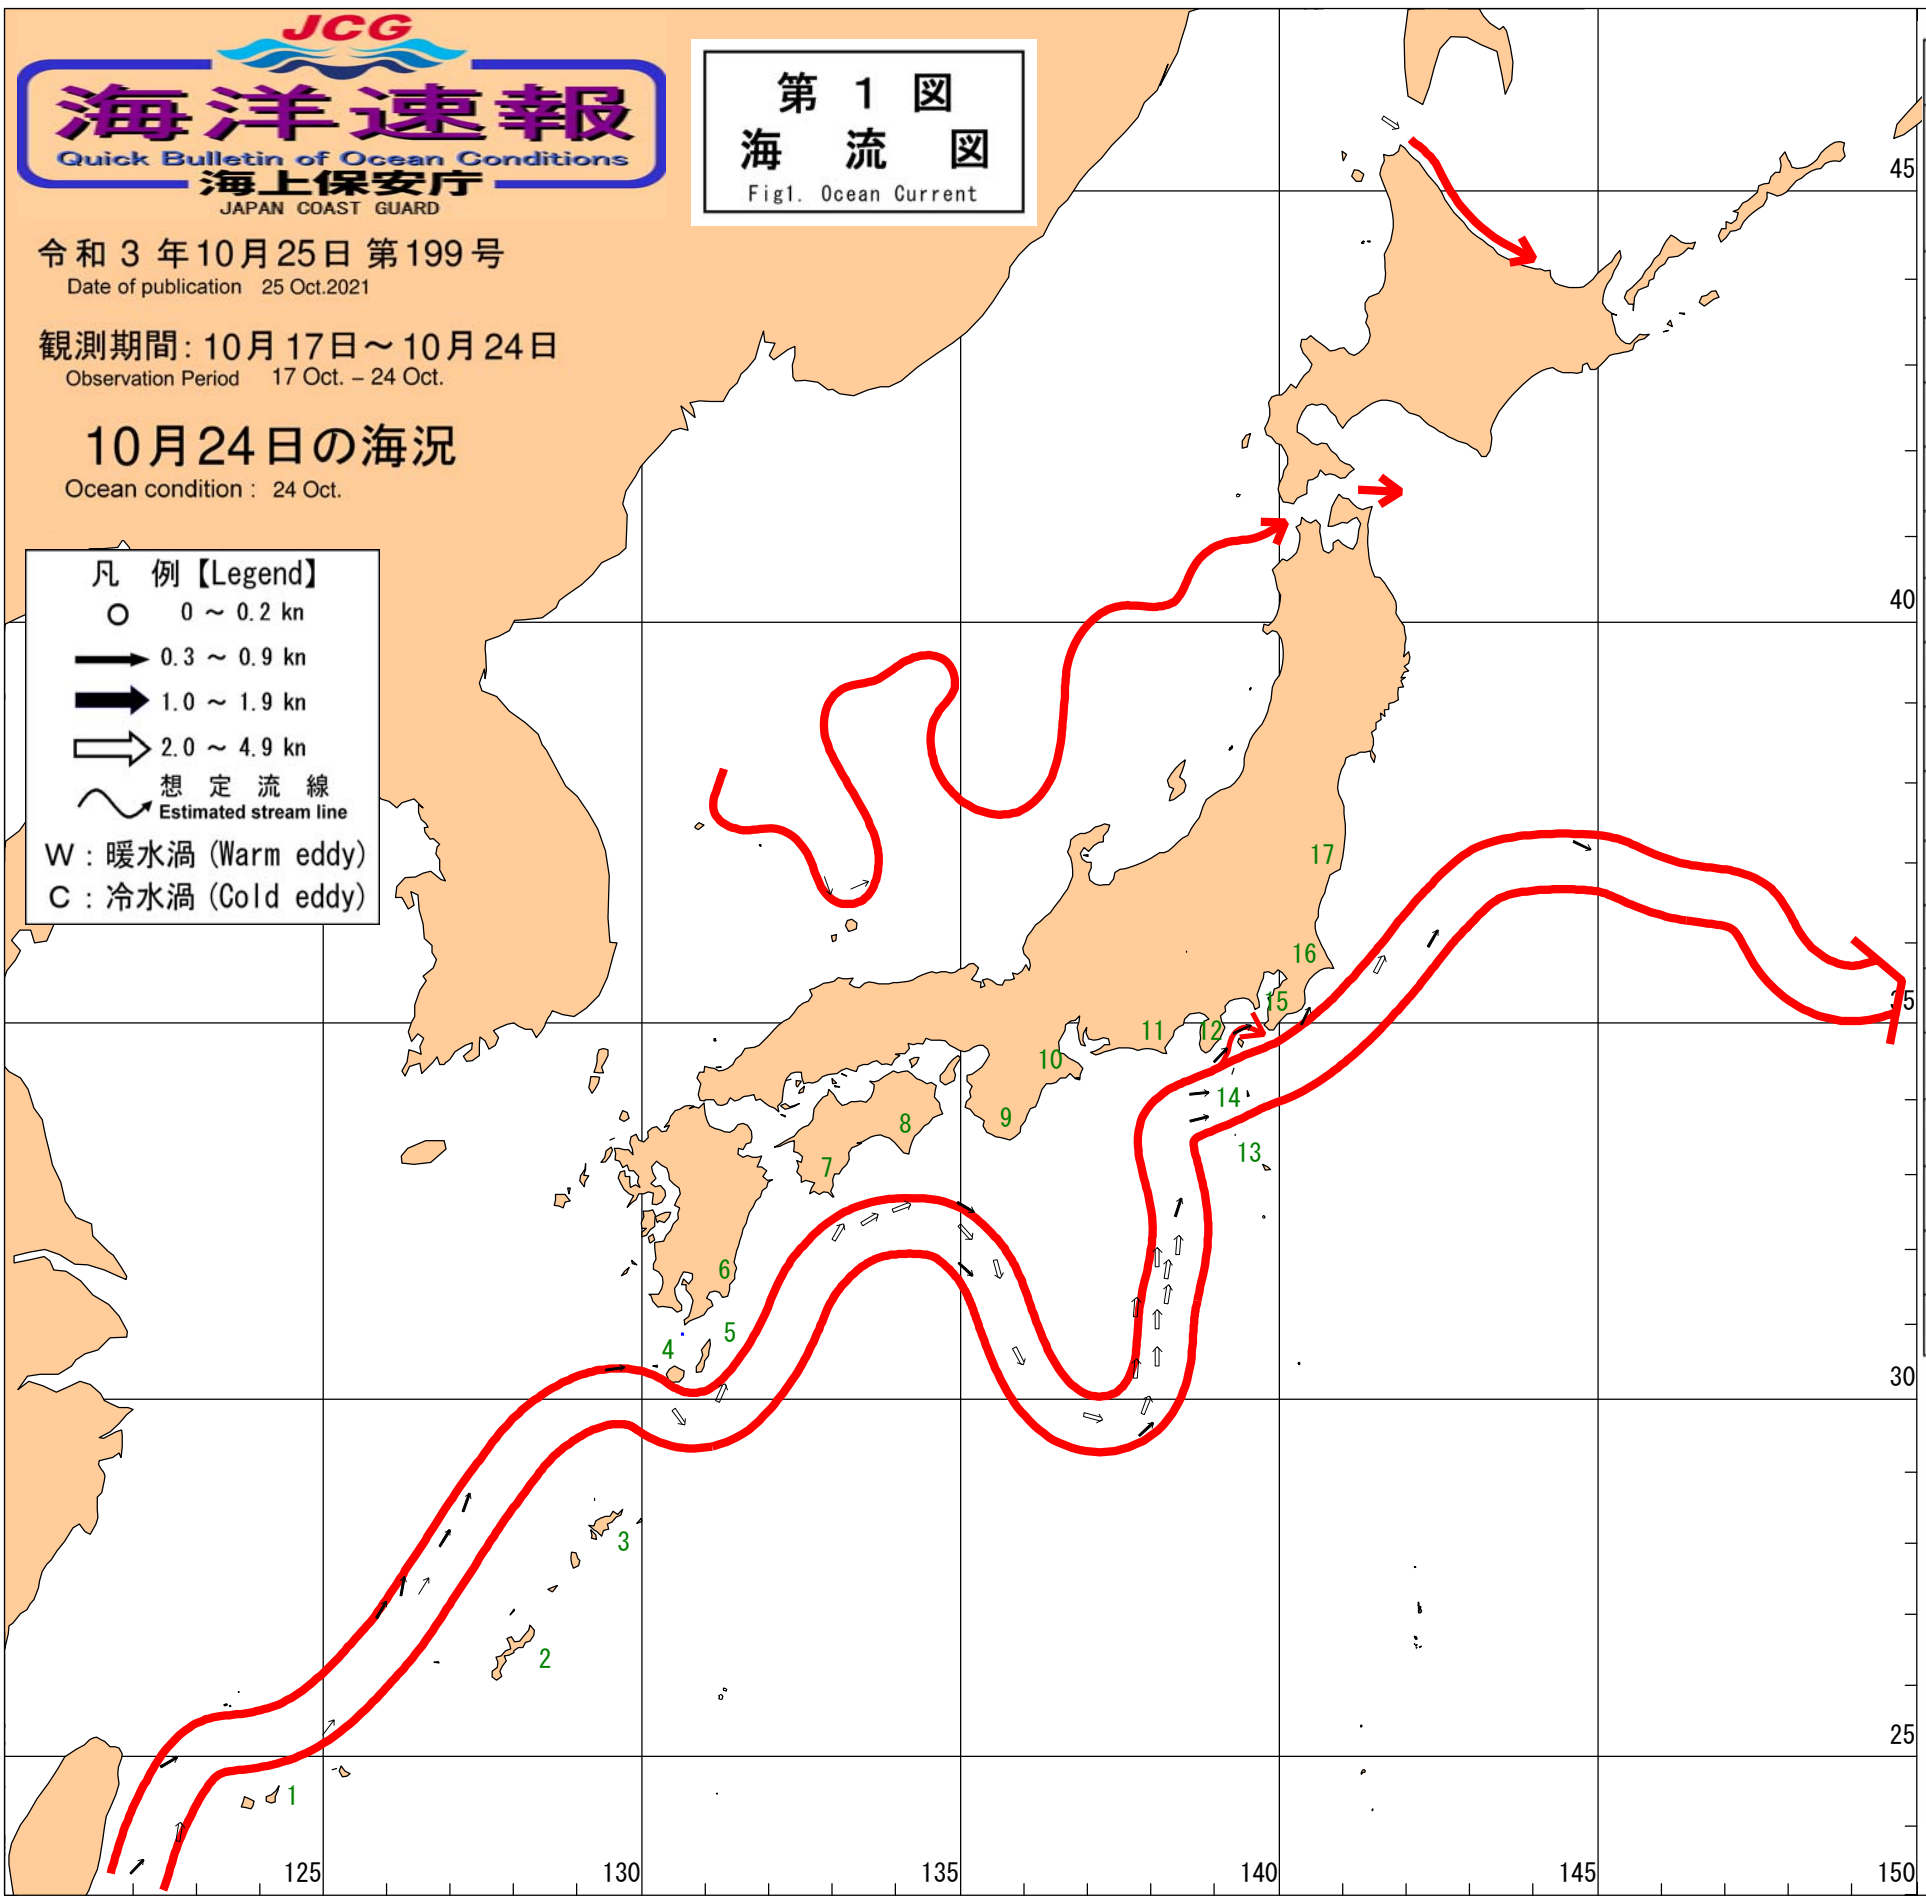 JCG
海洋速報
Quick Bulletin of Ocean Conditions
海上保安庁
JAPAN COAST GUARD
第 1 図
海 流 図
Fig1. Ocean Current
令和 3 年10月25日 第199号
Date of publication 25 Oct.2021
観測期間: 10月17日～10月24日
Observation Period 17 Oct. – 24 Oct.
10月24日の海況
Ocean condition : 24 Oct.
凡 例【Legend】
0 ～ 0.2 kn
0.3 ～ 0.9 kn
1.0 ～ 1.9 kn
2.0 ～ 4.9 kn
想 定 流 線
Estimated stream line
W : 暖水渦 (Warm eddy)
C : 冷水渦 (Cold eddy)
45
40
35
30
25
17
16
15
12
11
10
14
13
9
8
7
6
5
4
3
2
1
125
130
135
140
145
150